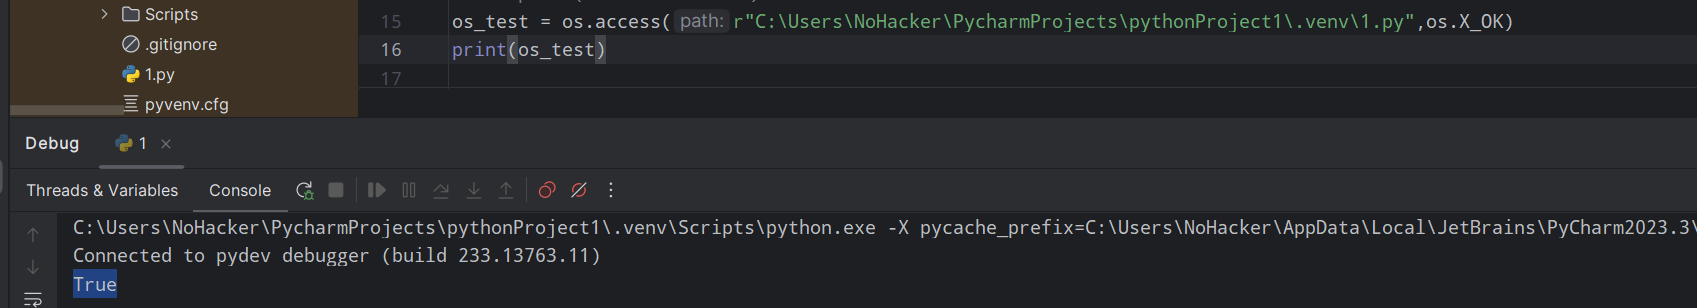 Scripts
.gitignore
1.py
pyvenv.cfg
15 os_test = os.access( path: r"C:\Users\NoHacker\PycharmProjects\pythonProject1\.venv\1.py",os.X_OK)
16 print(os_test)
17
Debug 1
Threads & Variables Console
C:\Users\NoHacker\PycharmProjects\pythonProject1\.venv\Scripts\python.exe -X pycache_prefix=C:\Users\NoHacker\AppData\Local\JetBrains\PyCharm2023.3\
Connected to pydev debugger (build 233.13763.11)
True